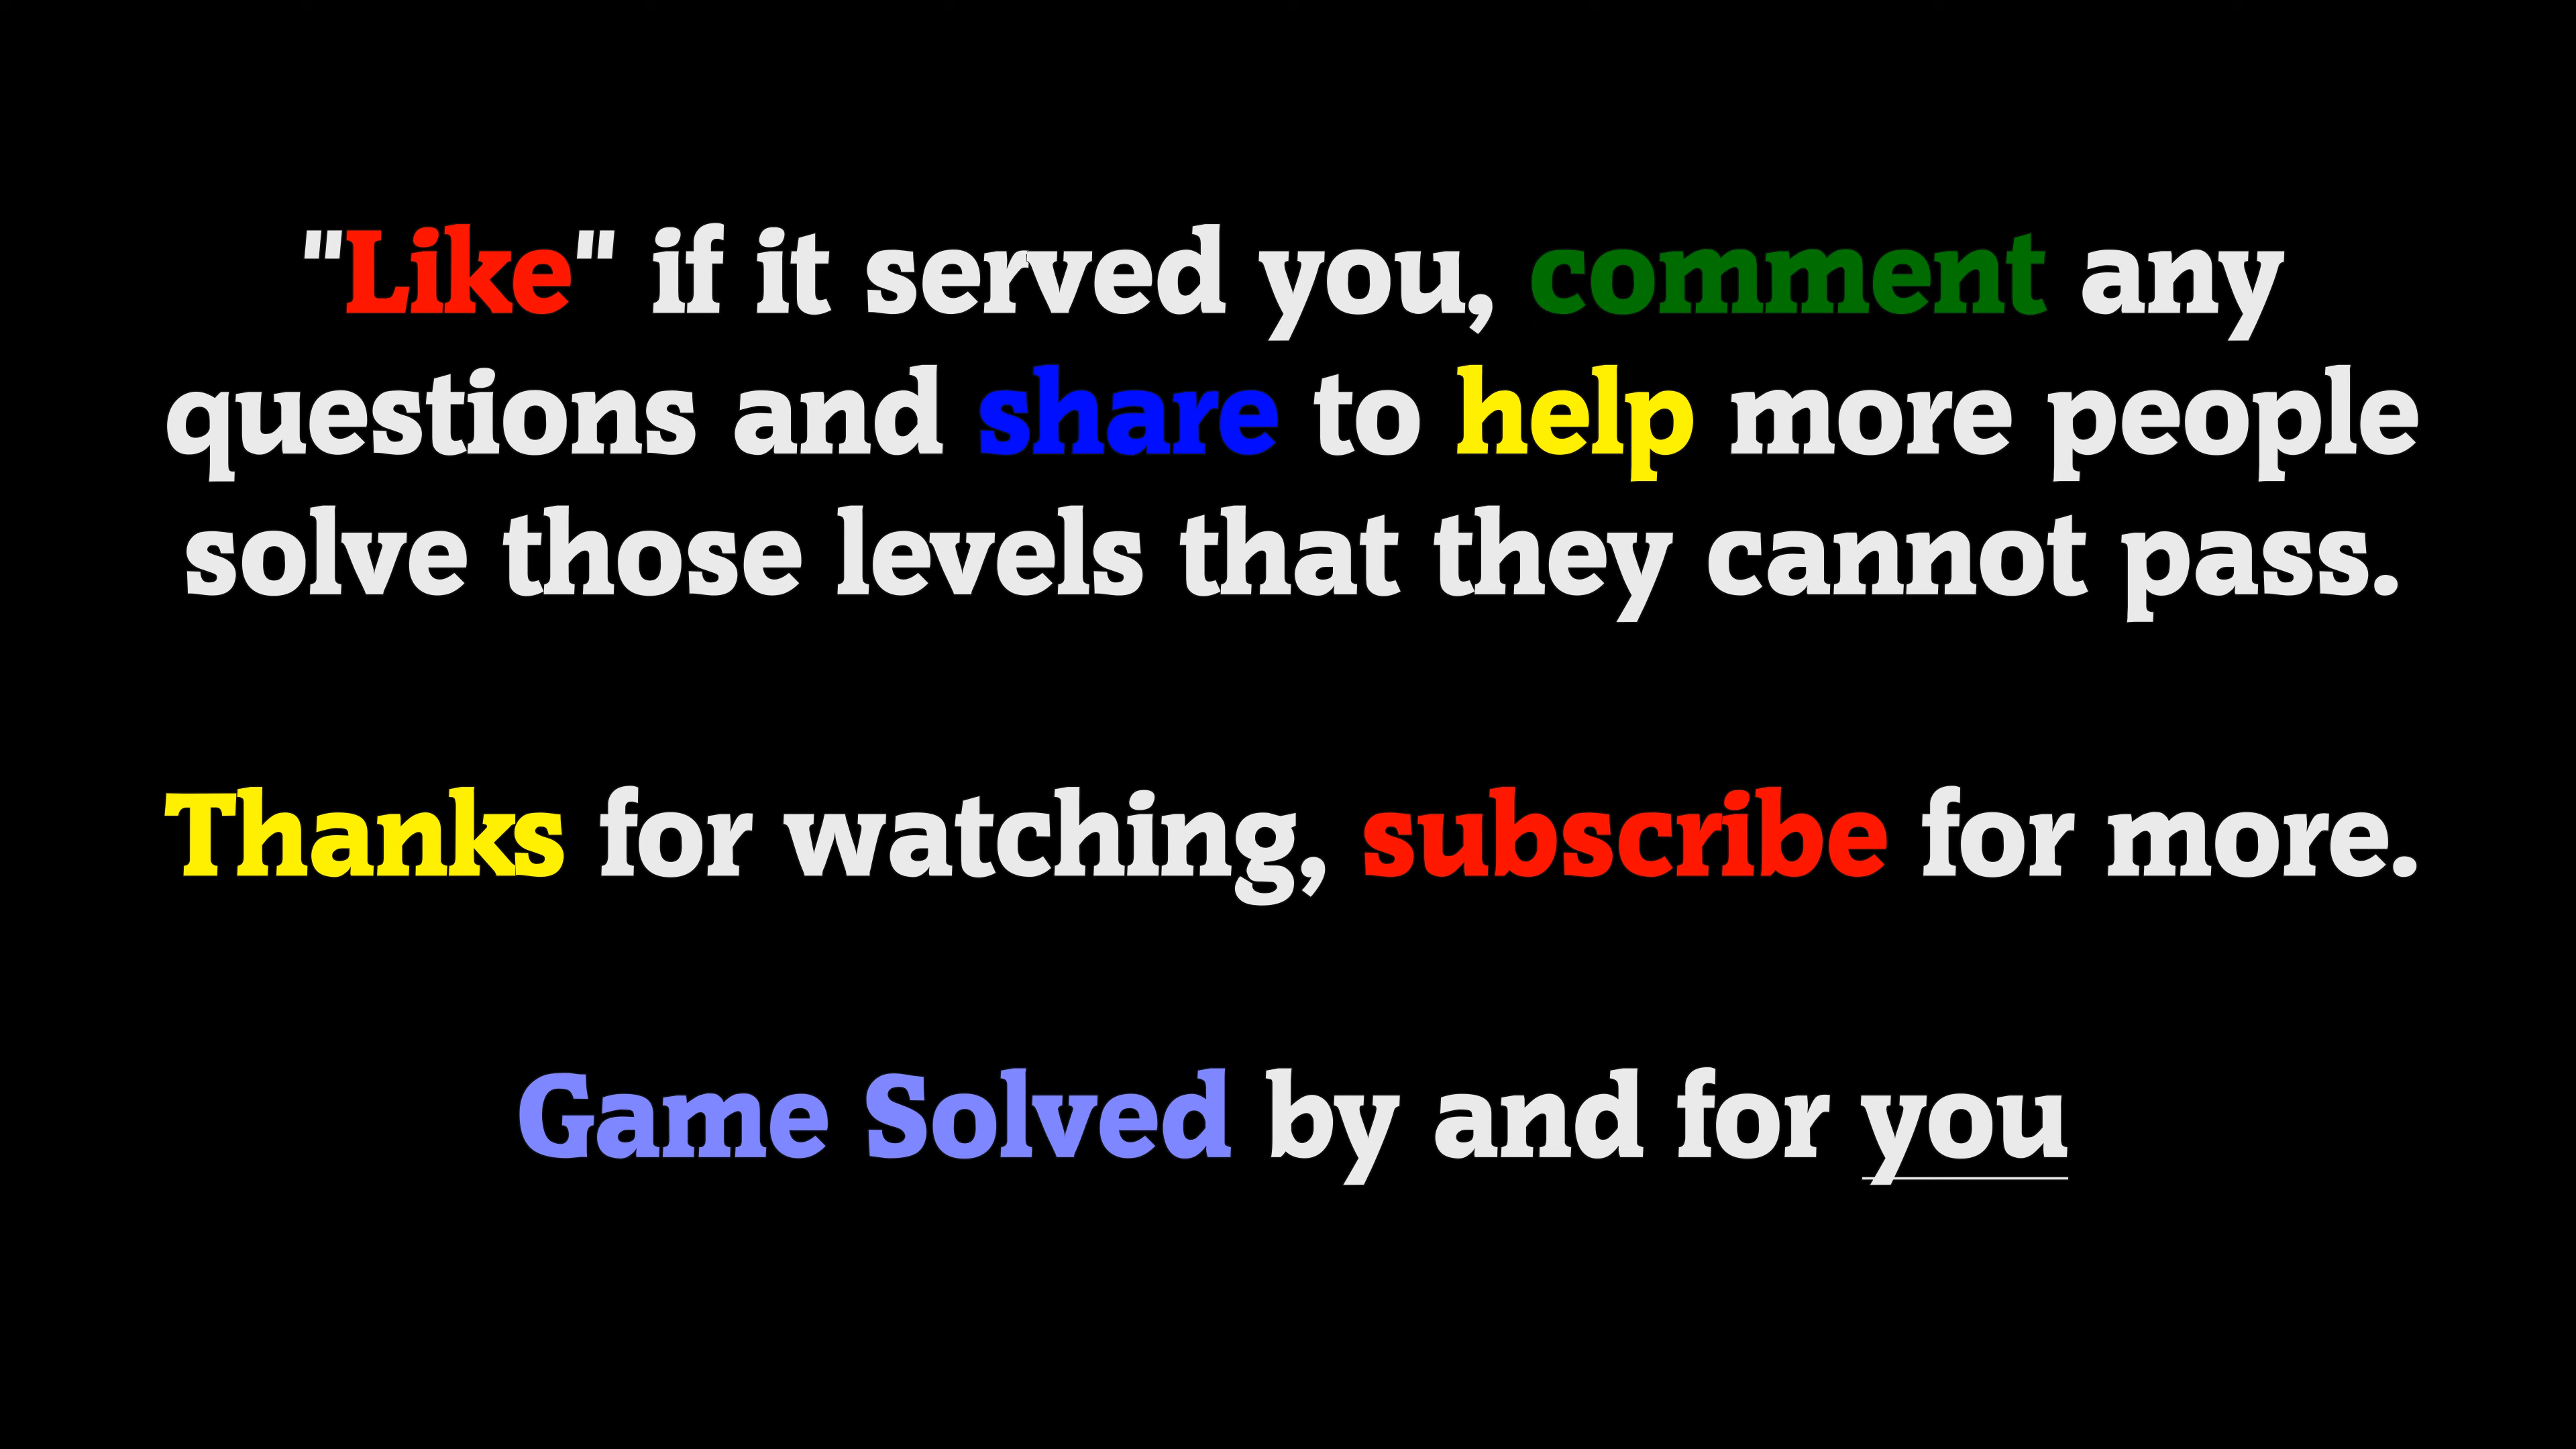 "Like" if it served you, comment any
questions and share to help more people
solve those levels that they cannot pass.
Thanks for watching, subscribe for more.
Game Solved by and for you